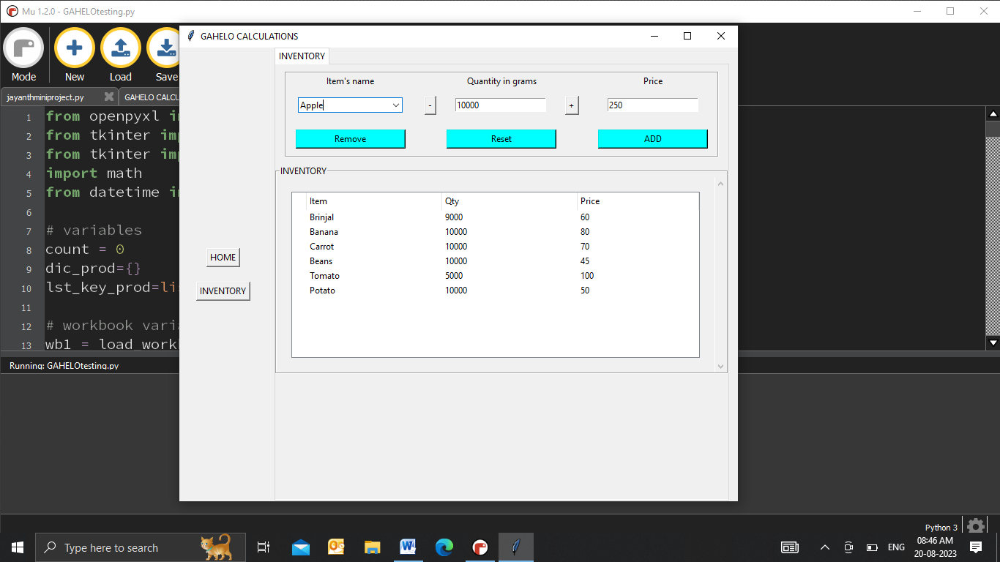 Mu 1.2.0 - GAHELOtesting.py
Mode
New
Load
Save
jayanthminiproject.py
GAHELO CALCU
1 from openpyxl i
2 from tkinter imp
3 from tkinter imp
4 import math
5 from datetime i
6
7 # variables
8 count = 0
9 dic_prod={}
10 lst_key_prod=li
11
12 # workbook vari
13 wb1 = load_work
Running: GAHELOtesting.py
GAHELO CALCULATIONS
HOME
INVENTORY
INVENTORY
Item's name Quantity in grams Price
Apple - 10000 + 250
Remove Reset ADD
INVENTORY
Item Qty Price
Brinjal 9000 60
Banana 10000 80
Carrot 10000 70
Beans 10000 45
Tomato 5000 100
Potato 10000 50
Python 3
Type here to search
ENG
08:46 AM
20-08-2023